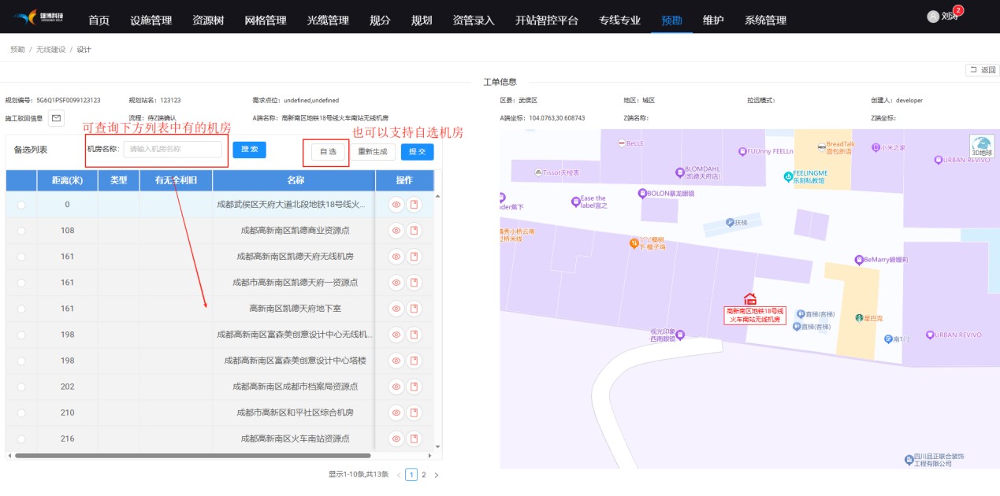 雄博科技
首页 设施管理 资源树 网格管理 光缆管理 规分 规划 资管录入 开站智控平台 专线专业 预勘 维护 系统管理
刘涛 2
预勘 / 无线建设 / 设计
返回
工单信息
规划编号: 5G6Q1PSF0099123123 规划站名: 123123 需求点位: undefined,undefined 区县: 武侯区 地区: 城区 拉远模式: 创建人: developer
施工驳回信息 流程: 待Z端确认 A端名称: 高新南区地铁18号线火车南站无线机房 A端坐标: 104.0763,30.608743 Z端名称: Z端坐标:
可查询下方列表中有的机房
也可以支持自选机房
备选列表 机房名称: 请输入机房名称 搜 索 自 选 重新生成 提 交
距离(米) 类型 有无全利旧 名称 操作
0 成都武侯区天府大道北段地铁18号线火...
108 成都高新南区凯德商业资源点
161 成都高新南区凯德天府无线机房
161 成都市高新南区凯德天府一资源点
161 高新南区凯德天府地下室
198 成都高新南区富森美创意设计中心无线机...
198 成都高新南区富森美创意设计中心塔楼
202 成都高新南区成都市档案局资源点
210 成都市高新区和平社区综合机房
216 成都高新南区火车南站资源点
显示1-10条,共13条 < 1 2 >
BeLLE
FUUnny FEELLn
BreadTalk
面包新语
小米之家
3D地球
URBAN REVIVO
Tissot天梭表
BLOMDAHL
(凯德天府店)
FEELINGME
乐刻私教馆
der蕉下
Ease the
label宜之
BOLON暴龙眼镜
扶梯
秀小桥云南
过桥米线
丫丫椰树
下·椰子鸡
BeMarry碧嫚莉
高新南区地铁18号线
火车南站无线机房
直梯(客梯)
直梯(客梯)
星巴克
视光印象
·西南眼镜
南1门
URBAN REVIVO
四川品正联合装饰
工程有限公司